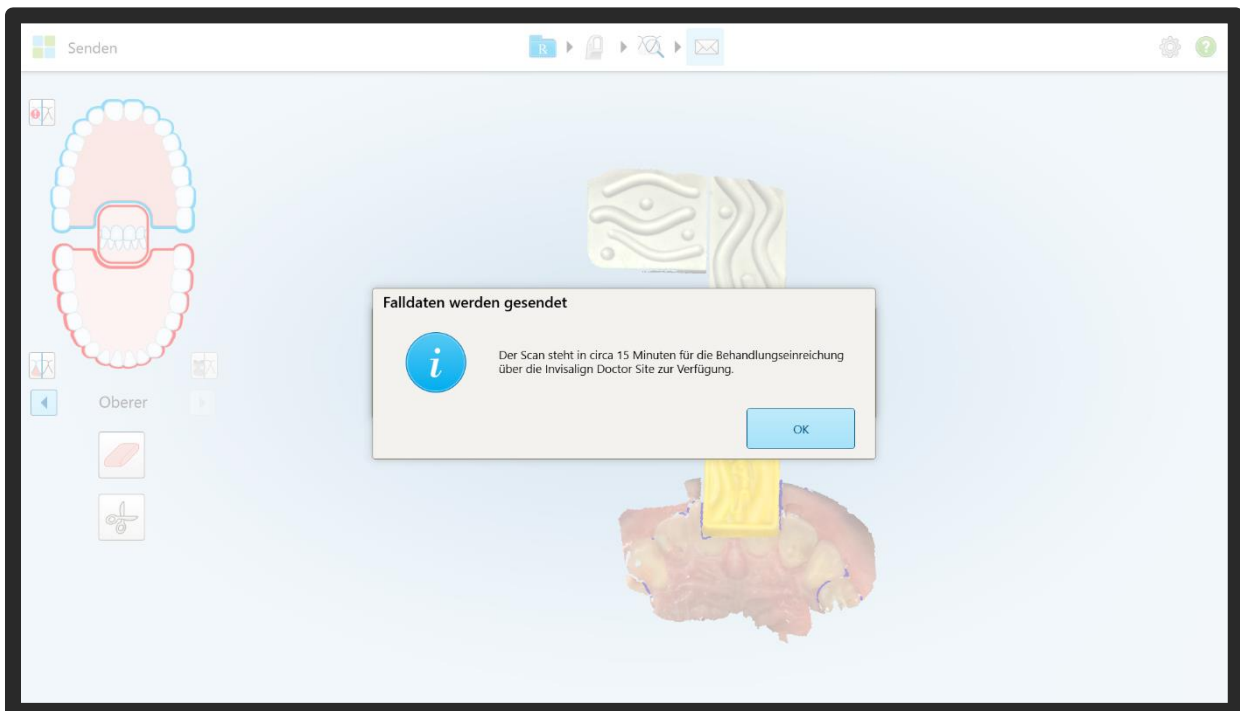 Senden
R
?
Falldaten werden gesendet
i
Der Scan steht in circa 15 Minuten für die Behandlungseinreichung
über die Invisalign Doctor Site zur Verfügung.
Oberer
OK